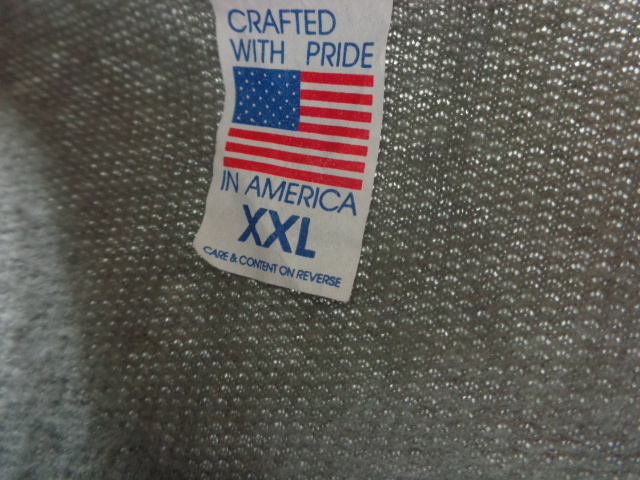 CRAFTED
WITH PRIDE
IN AMERICA
XXL
CARE & CONTENT ON REVERSE